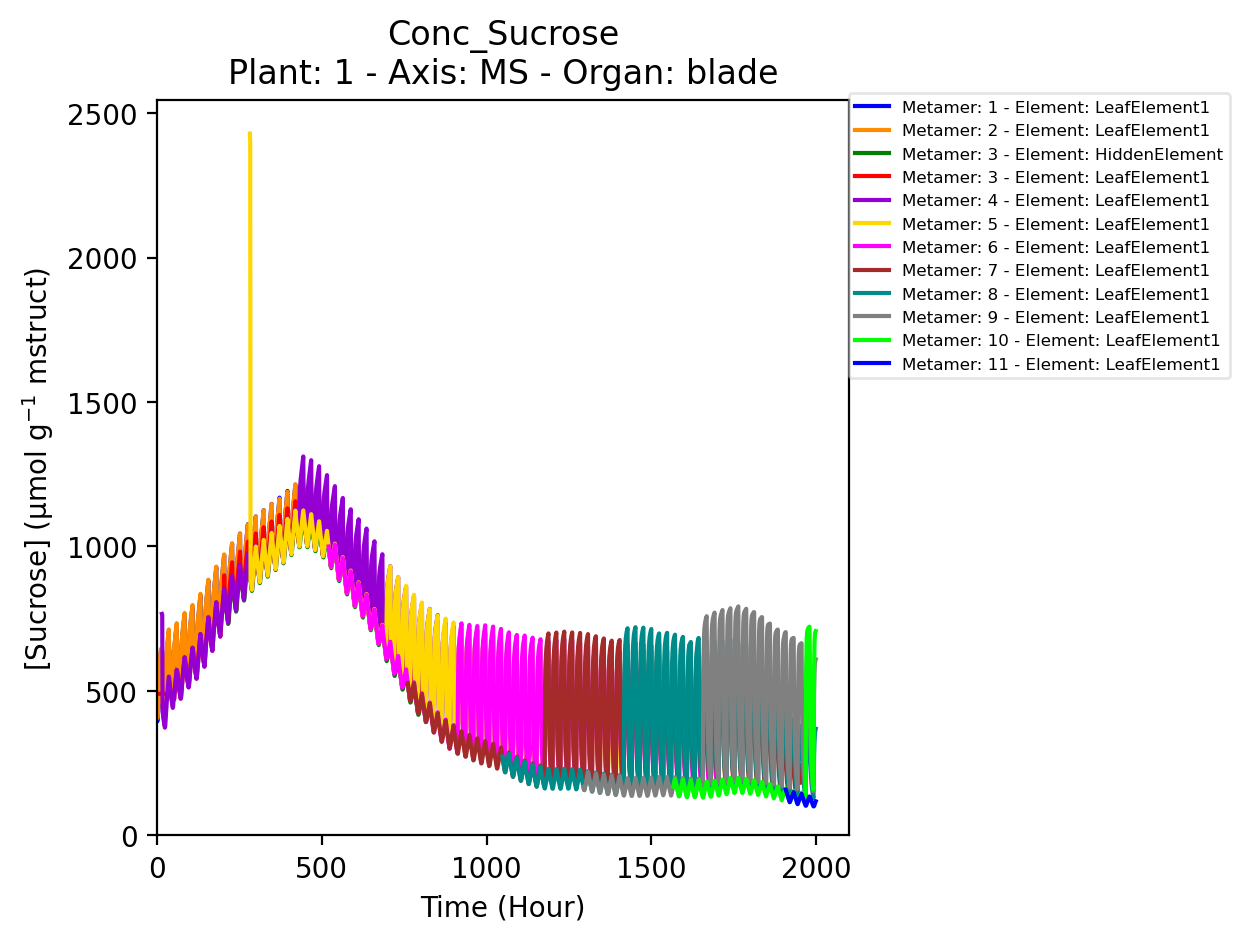 Conc_Sucrose
Plant: 1 - Axis: MS - Organ: blade
2500
2000
1500
1000
500
0
[Sucrose] (µmol g⁻¹ mstruct)
0 500 1000 1500 2000
Time (Hour)
Metamer: 1 - Element: LeafElement1
Metamer: 2 - Element: LeafElement1
Metamer: 3 - Element: HiddenElement
Metamer: 3 - Element: LeafElement1
Metamer: 4 - Element: LeafElement1
Metamer: 5 - Element: LeafElement1
Metamer: 6 - Element: LeafElement1
Metamer: 7 - Element: LeafElement1
Metamer: 8 - Element: LeafElement1
Metamer: 9 - Element: LeafElement1
Metamer: 10 - Element: LeafElement1
Metamer: 11 - Element: LeafElement1